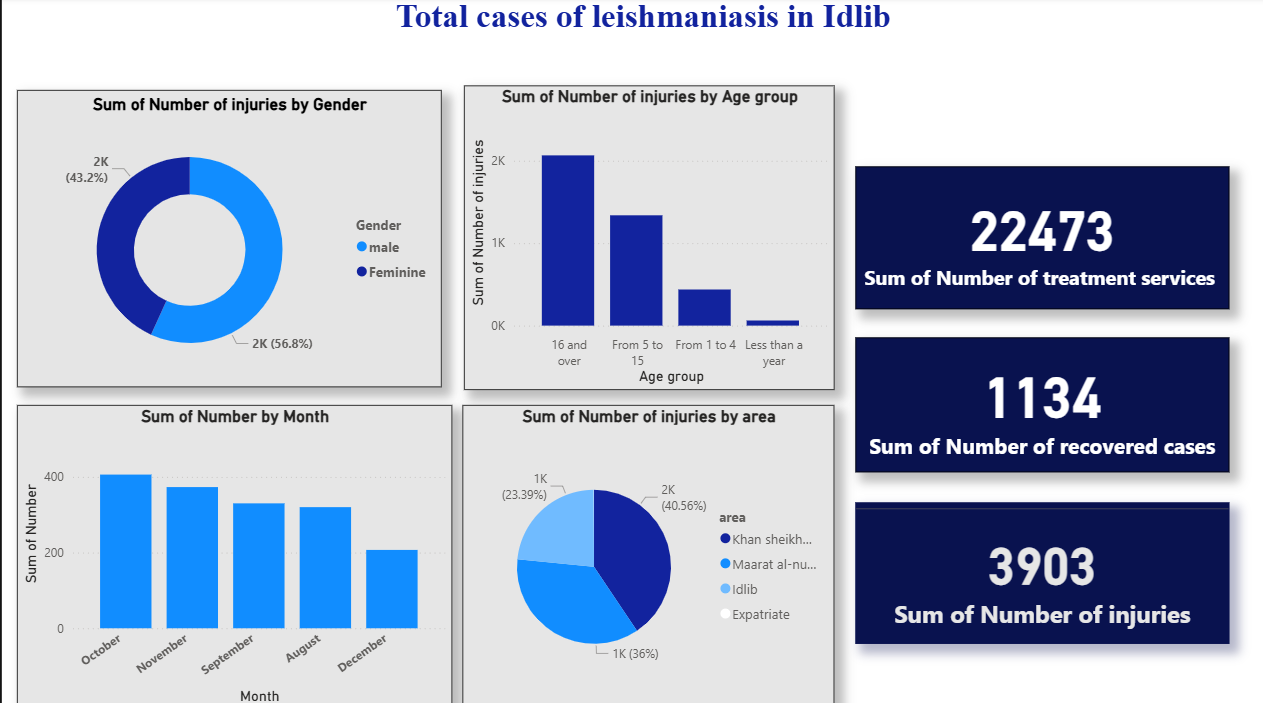 Total cases of leishmaniasis in Idlib
Sum of Number of injuries by Gender
2K
(43.2%)
2K (56.8%)
Gender
male
Feminine
Sum of Number of injuries by Age group
Sum of Number of injuries
2K
1K
0K
16 and
over
From 5 to
15
From 1 to 4
Less than a
year
Age group
22473
Sum of Number of treatment services
1134
Sum of Number of recovered cases
3903
Sum of Number of injuries
Sum of Number by Month
Sum of Number
400
200
0
October
November
September
August
December
Month
Sum of Number of injuries by area
1K
(23.39%)
2K
(40.56%)
1K (36%)
area
Khan sheikh...
Maarat al-nu...
Idlib
Expatriate